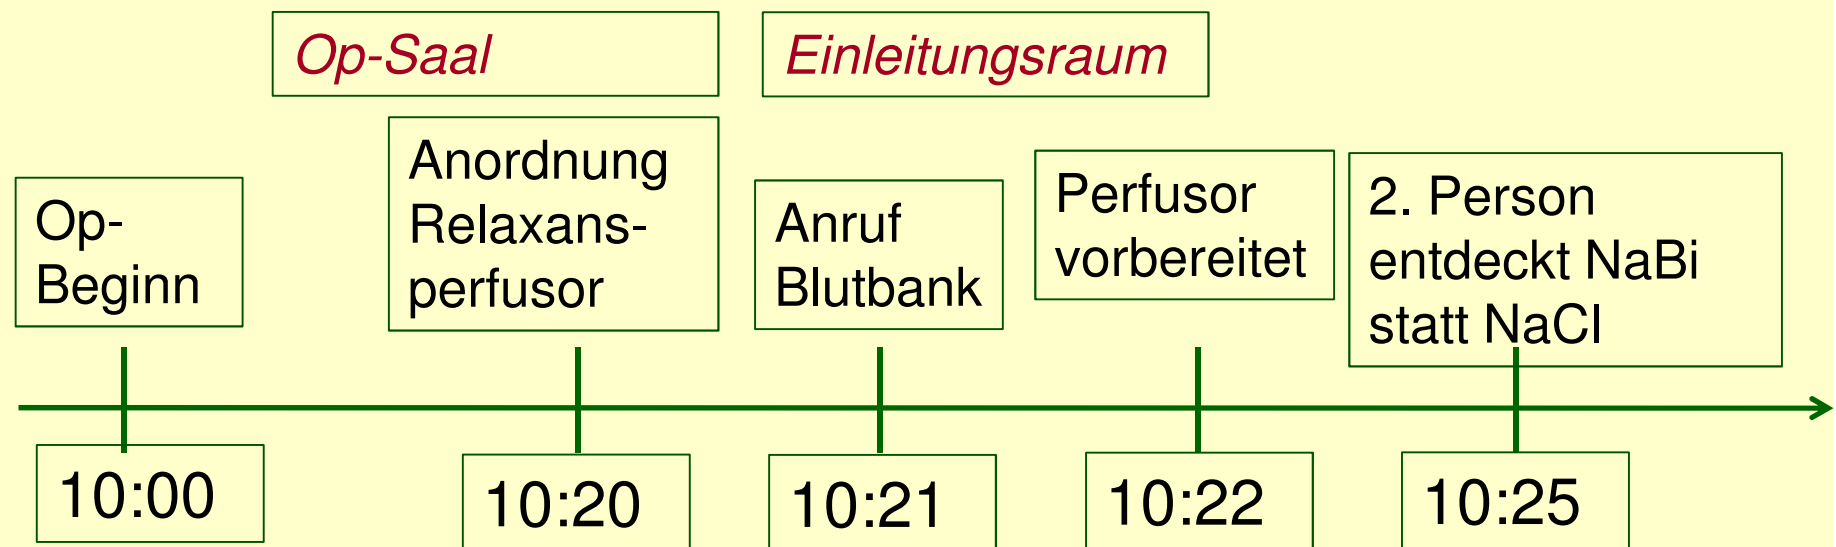 Op-Saal
Einleitungsraum
Op-
Beginn
Anordnung
Relaxans-
perfusor
Anruf
Blutbank
Perfusor
vorbereitet
2. Person
entdeckt NaBi
statt NaCl
10:00
10:20
10:21
10:22
10:25